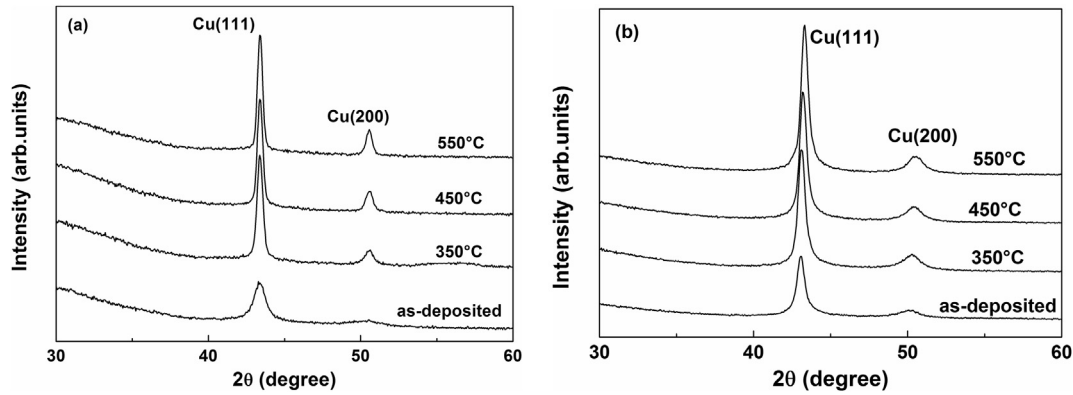 (a)
Cu(111)
Cu(200)
550°C
450°C
350°C
as-deposited
Intensity (arb.units)
30
40
50
60
2θ (degree)
(b)
Cu(111)
Cu(200)
550°C
450°C
350°C
as-deposited
Intensity (arb.units)
30
40
50
60
2θ (degree)